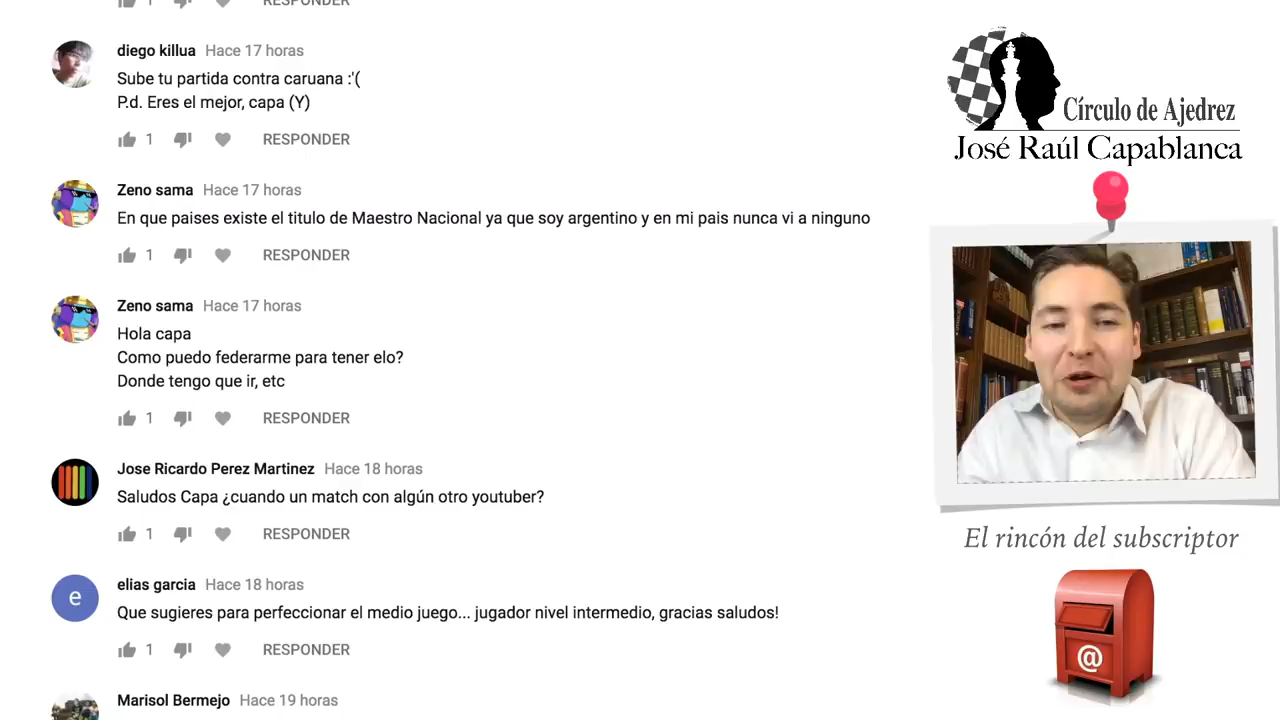 RESPONDER
diego killua Hace 17 horas
Sube tu partida contra caruana :'(
P.d. Eres el mejor, capa (Y)
1 RESPONDER
Zeno sama Hace 17 horas
En que paises existe el titulo de Maestro Nacional ya que soy argentino y en mi pais nunca vi a ninguno
1 RESPONDER
Zeno sama Hace 17 horas
Hola capa
Como puedo federarme para tener elo?
Donde tengo que ir, etc
1 RESPONDER
Jose Ricardo Perez Martinez Hace 18 horas
Saludos Capa ¿cuando un match con algún otro youtuber?
1 RESPONDER
e
elias garcia Hace 18 horas
Que sugieres para perfeccionar el medio juego... jugador nivel intermedio, gracias saludos!
1 RESPONDER
Marisol Bermejo Hace 19 horas
Círculo de Ajedrez
José Raúl Capablanca
El rincón del subscriptor
@